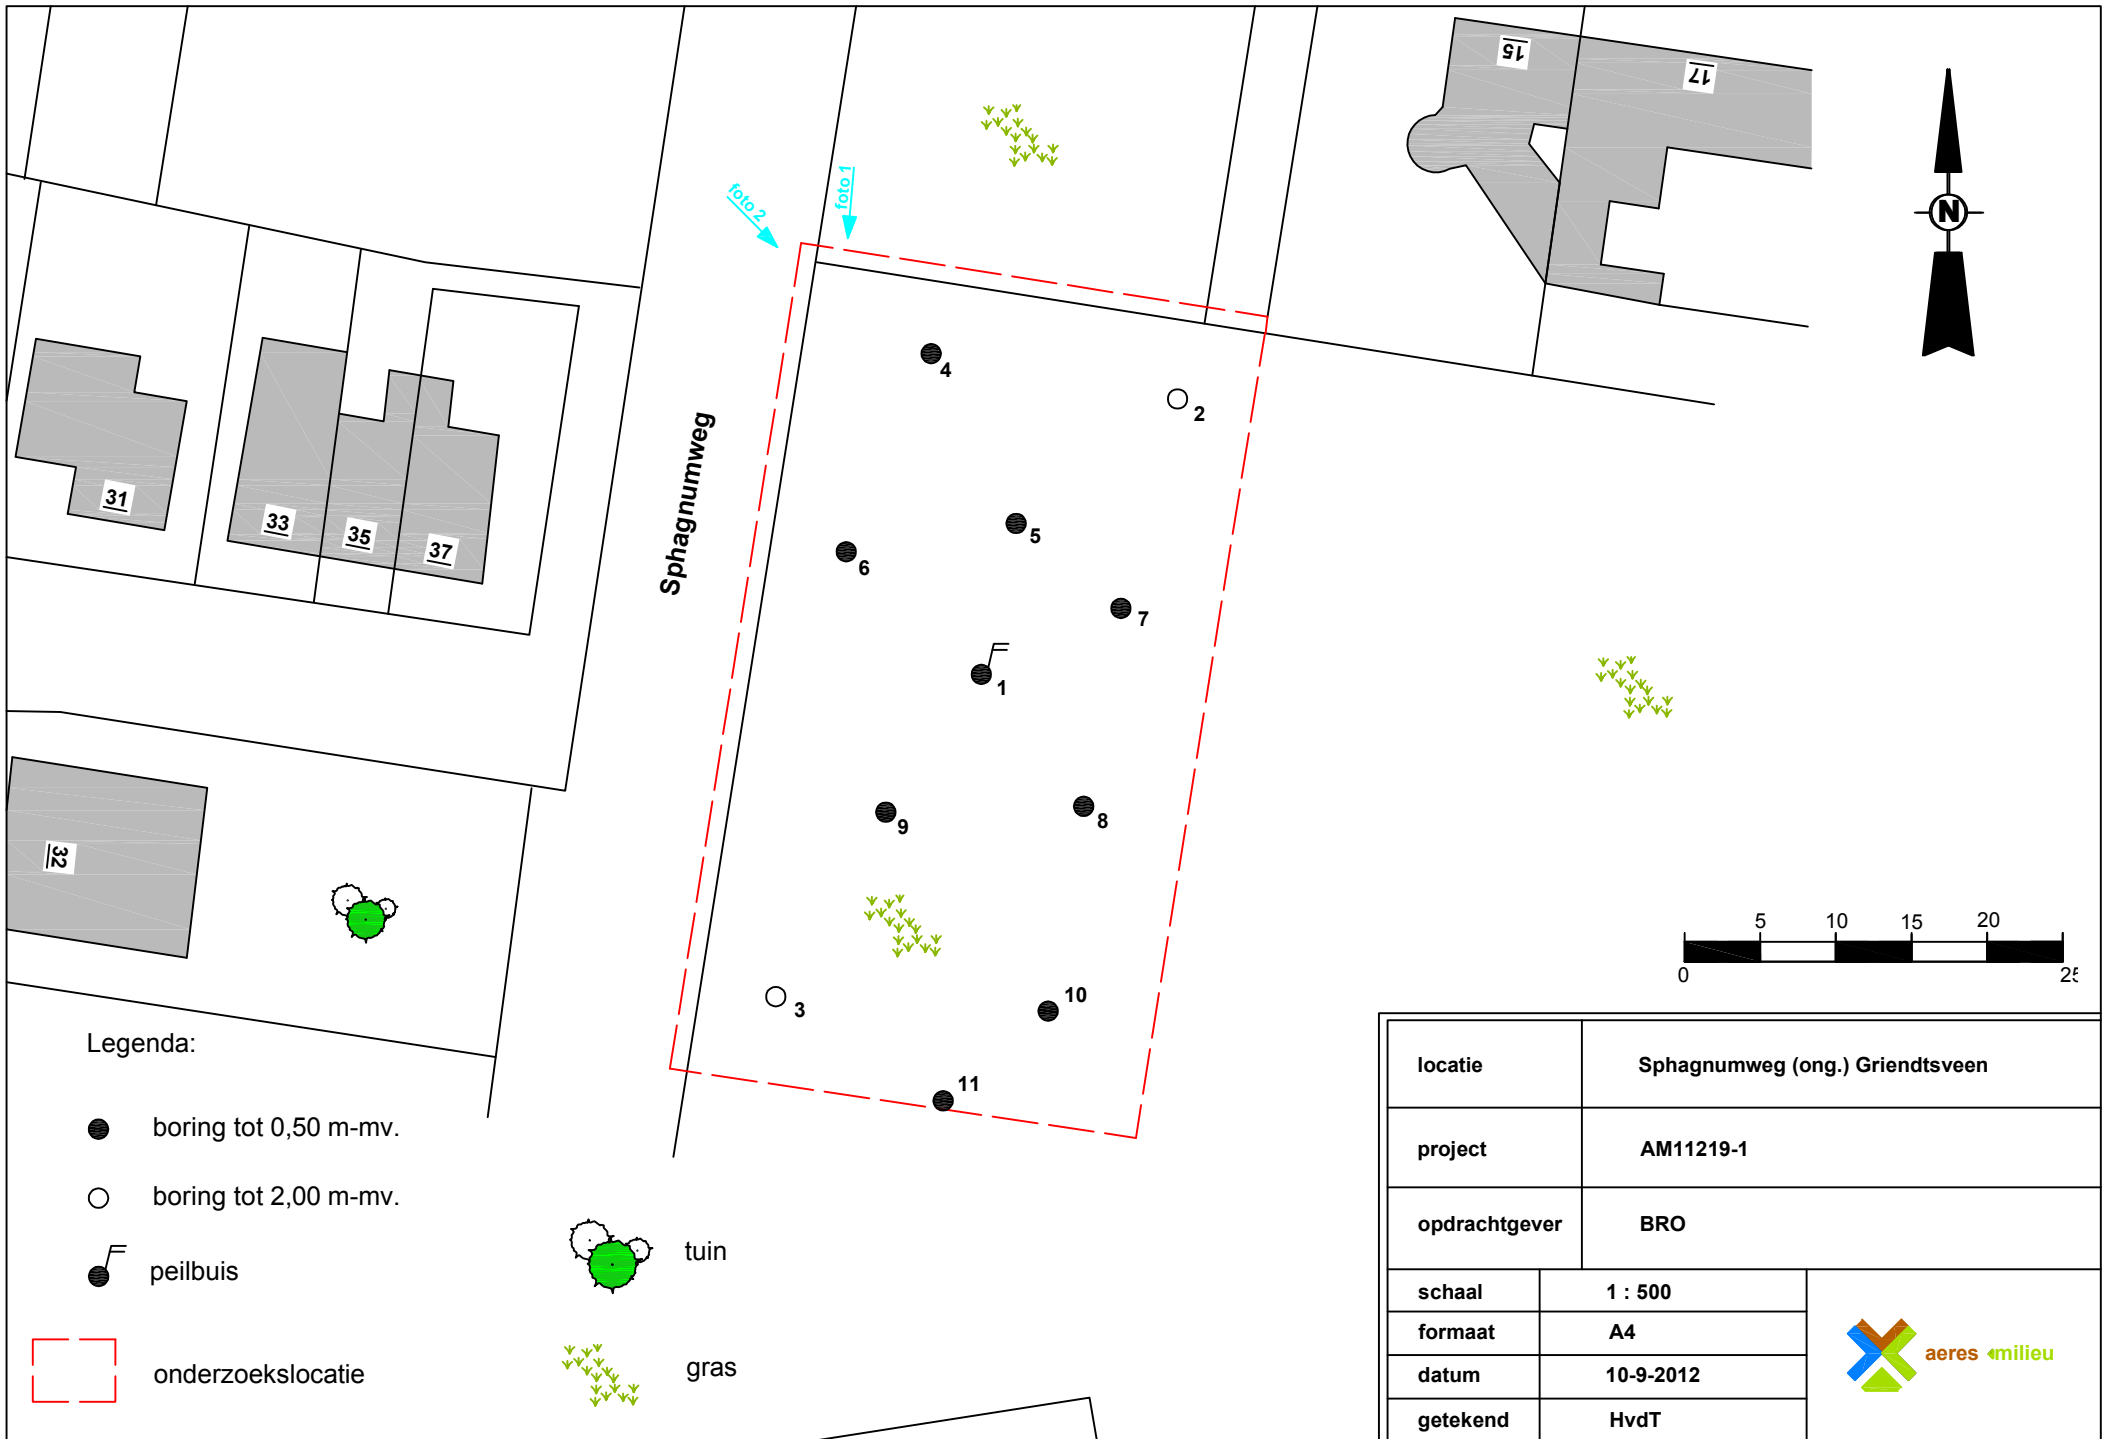 15
17
foto 2
foto 1
4
2
31
33
35
37
Sphagnumweg
5
6
7
1
32
9
8
3
10
11
5 10 15 20
0 25
Legenda:
boring tot 0,50 m-mv.
boring tot 2,00 m-mv.
peilbuis
onderzoekslocatie
tuin
gras
N
locatie Sphagnumweg (ong.) Griendtsveen
project AM11219-1
opdrachtgever BRO
schaal 1 : 500
formaat A4
datum 10-9-2012
getekend HvdT
aeres milieu